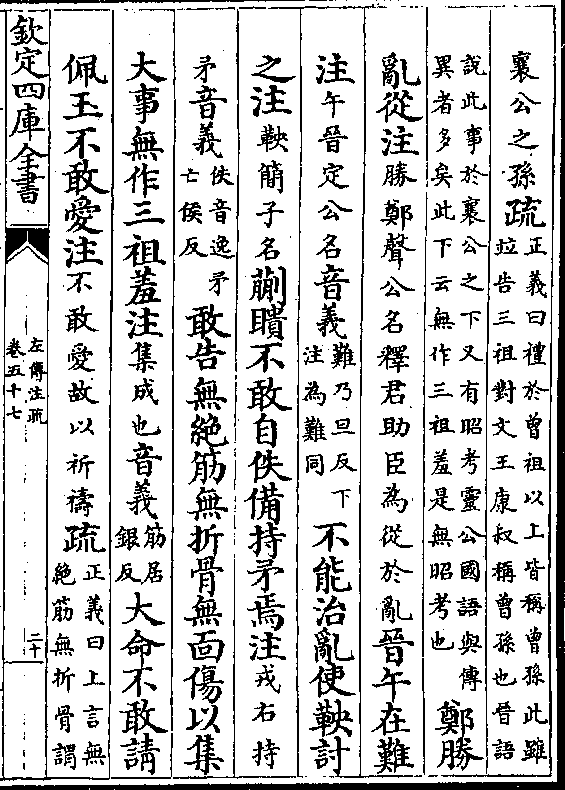 襄公之孫疏正義曰禮於曾祖以上皆稱曾孫此雖竝告三祖對文王康叔稱曾孫也晉語
說此事於襄公之下又有昭考靈公國語與傳異者多矣此下云無作三祖羞是無昭考也鄭勝
亂從注勝鄭聲公名釋君助臣為從於亂晉午在難
注午晉定公名音義難乃旦反下注為難同不能治亂使鞅討
之注鞅簡子名蒯聵不敢自佚備持矛焉注戎右持
矛音義佚音逸矛亡侯反敢告無絕筋無折骨無面傷以集
大事無作三祖羞注集成也音義筋居銀反大命不敢請
佩玉不敢愛注不敢愛故以祈禱疏正義曰上言無絕筋無折骨謂
欽定四庫全書
左傳注疏
卷五十七
二十